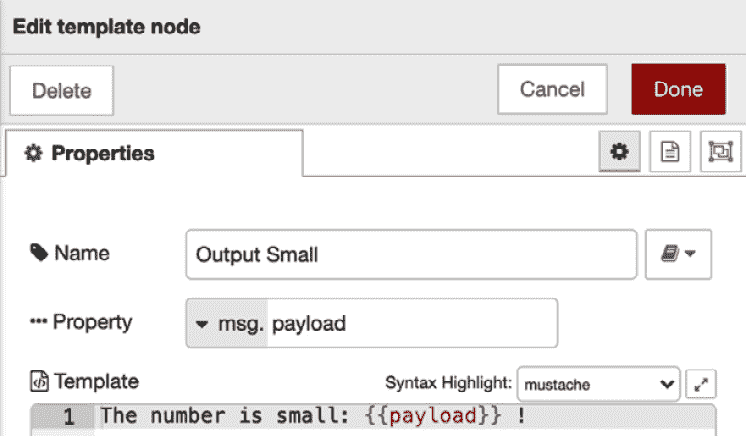 Edit template node
Delete Cancel Done
Properties
Name Output Small
Property msg. payload
Template Syntax Highlight: mustache
1 The number is small: {{payload}} !